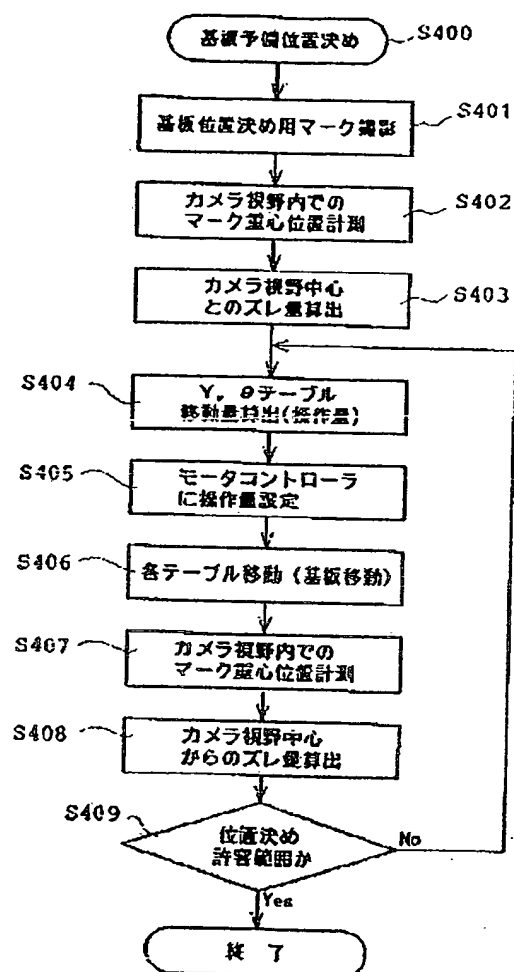 基板予備位置決め
S400
基板位置決め用マーク撮影
S401
カメラ視野内での
マーク重心位置計測
S402
カメラ視野中心
とのズレ量算出
S403
S404
Y, θテーブル
移動量算出(操作量)
S405
モータコントローラ
に操作量設定
S406
各テーブル移動(基板移動)
S407
カメラ視野内での
マーク重心位置計測
S408
カメラ視野中心
からのズレ量算出
S409
位置決め
許容範囲か
No
Yes
終了